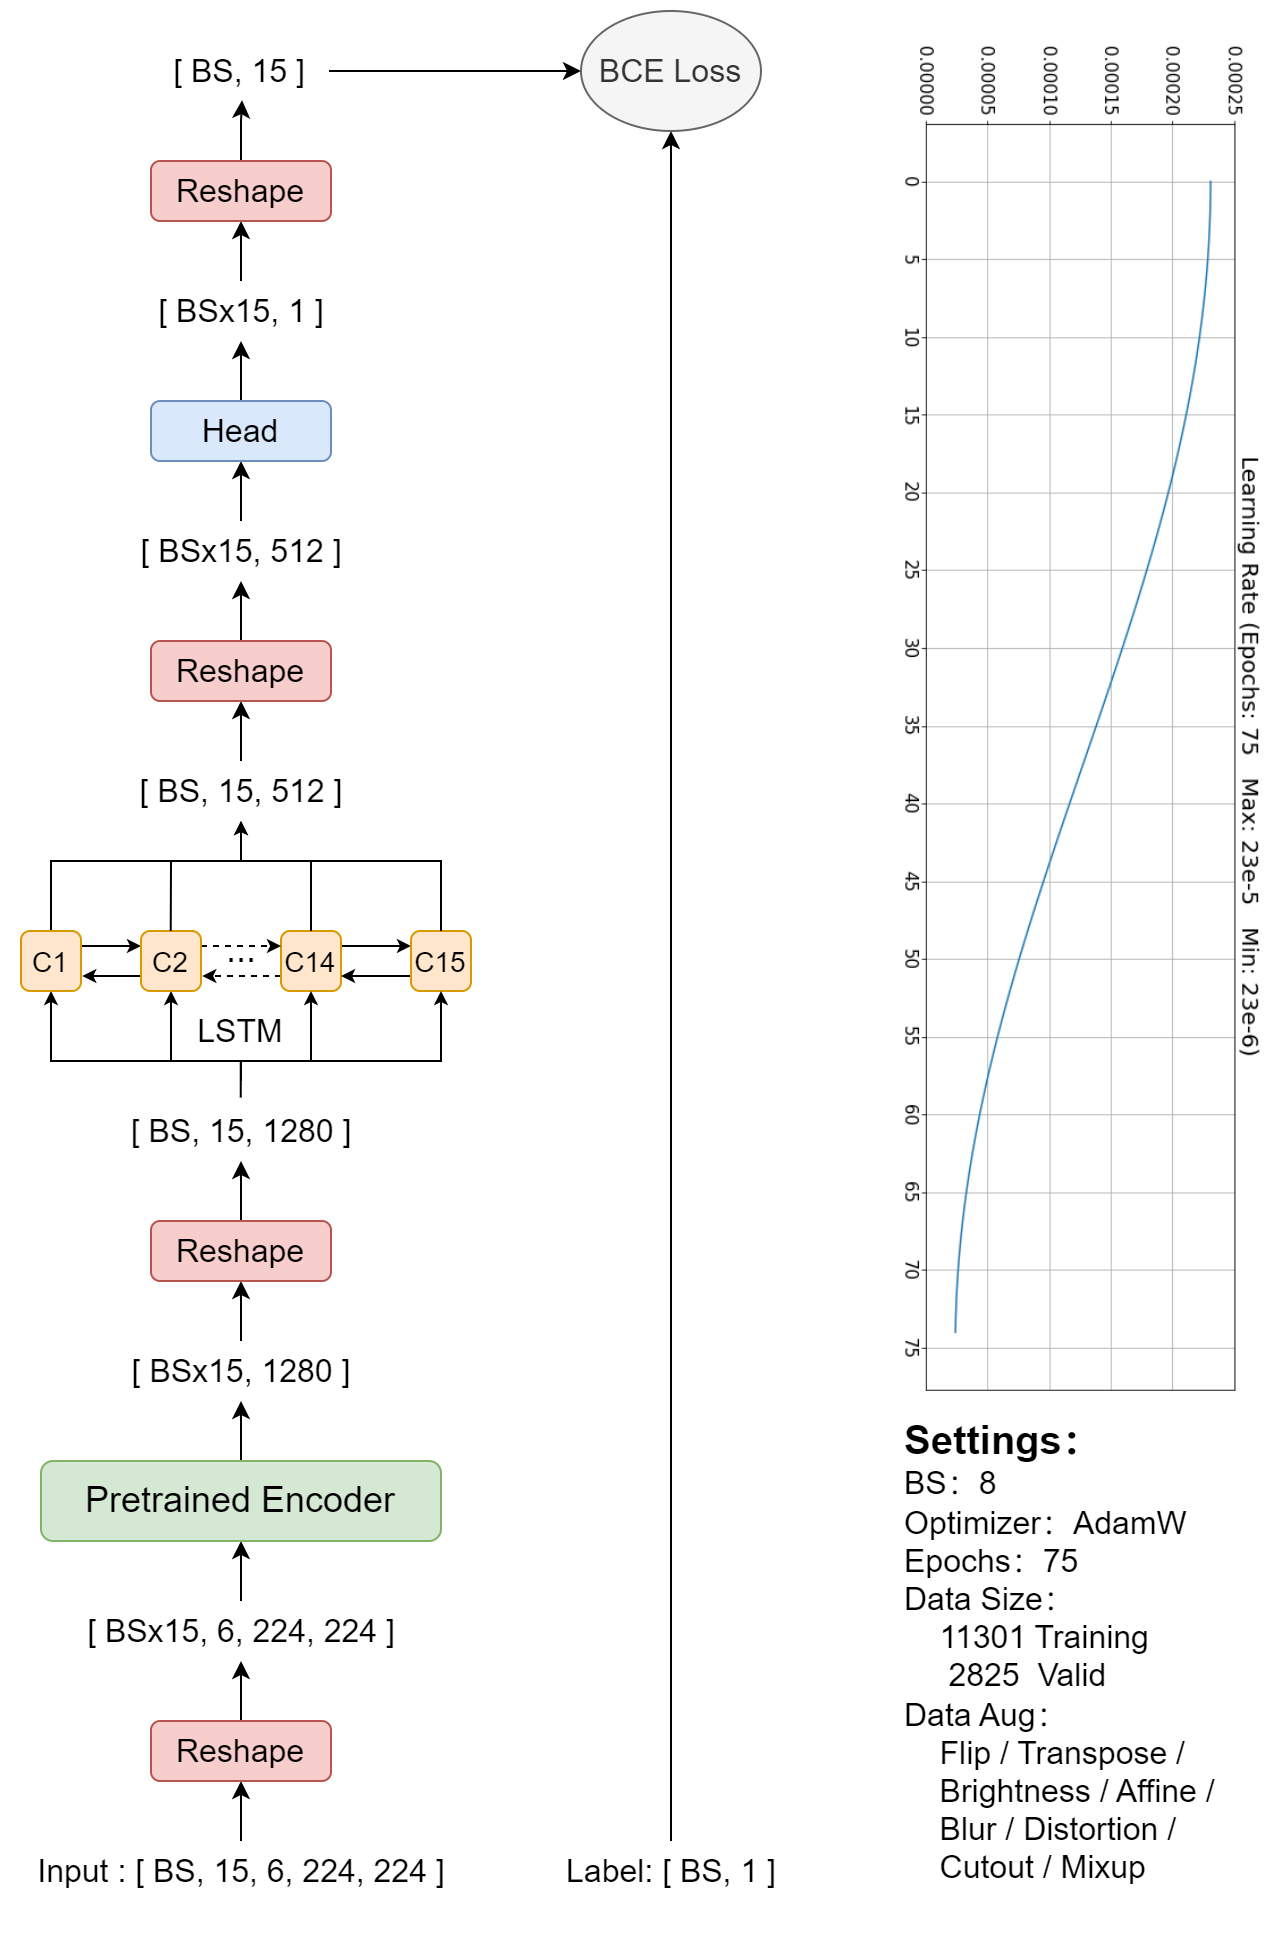 [ BS, 15 ]
BCE Loss
Reshape
[ BSx15, 1 ]
Head
[ BSx15, 512 ]
Reshape
[ BS, 15, 512 ]
C1
C2
...
C14
C15
LSTM
[ BS, 15, 1280 ]
Reshape
[ BSx15, 1280 ]
Pretrained Encoder
[ BSx15, 6, 224, 224 ]
Reshape
Input : [ BS, 15, 6, 224, 224 ]
Label: [ BS, 1 ]
Learning Rate (Epochs: 75 Max: 23e-5 Min: 23e-6)
0.00025
0.00020
0.00015
0.00010
0.00005
0.00000
0
5
10
15
20
25
30
35
40
45
50
55
60
65
70
75
Settings：
BS：8
Optimizer：AdamW
Epochs：75
Data Size：
11301 Training
2825 Valid
Data Aug：
Flip / Transpose /
Brightness / Affine /
Blur / Distortion /
Cutout / Mixup